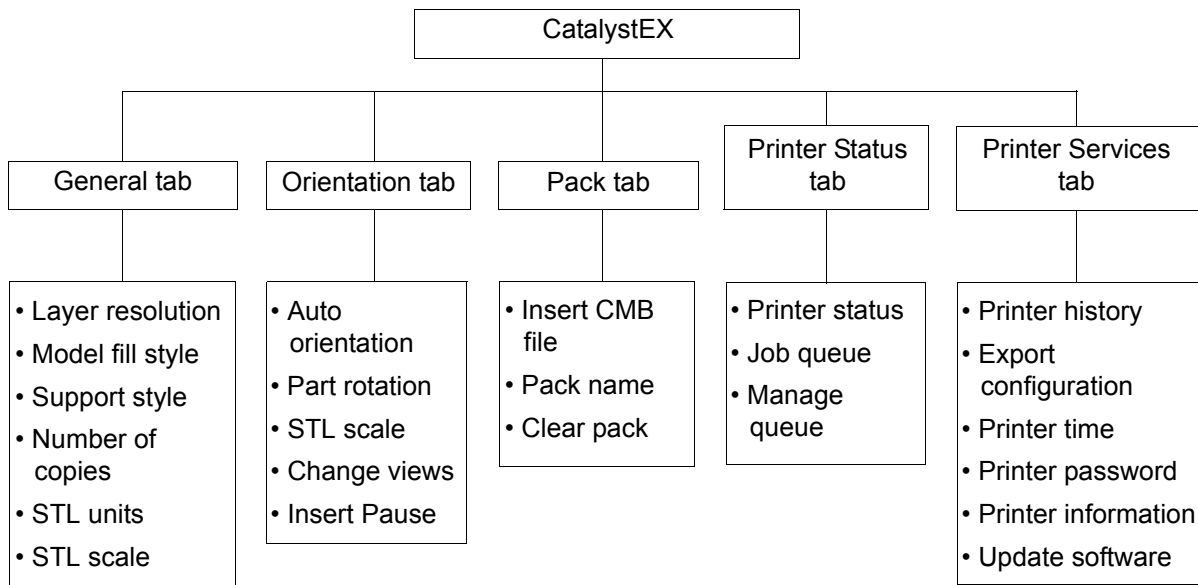 CatalystEX
General tab
Orientation tab
Pack tab
Printer Status
tab
Printer Services
tab
• Layer resolution
• Model fill style
• Support style
• Number of
copies
• STL units
• STL scale
• Auto
orientation
• Part rotation
• STL scale
• Change views
• Insert Pause
• Insert CMB
file
• Pack name
• Clear pack
• Printer status
• Job queue
• Manage
queue
• Printer history
• Export
configuration
• Printer time
• Printer password
• Printer information
• Update software